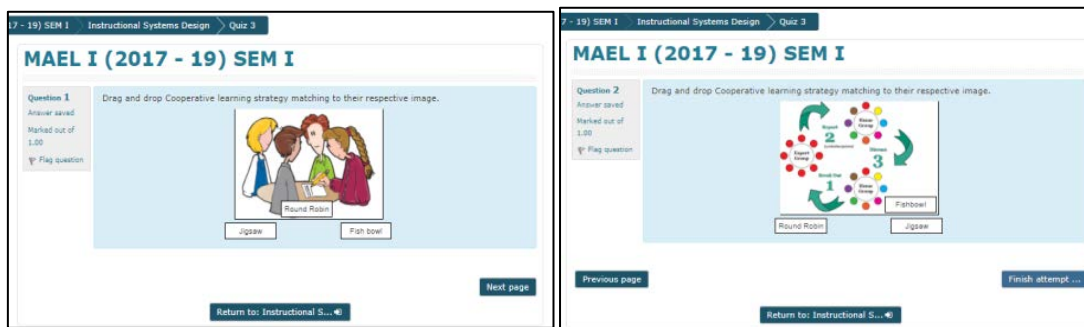 17 - 19) SEM I Instructional Systems Design Quiz 3
MAEL I (2017 - 19) SEM I
Question 1
Answer saved
Marked out of
1.00
Flag question
Drag and drop Cooperative learning strategy matching to their respective image.
Round Robin
Jigsaw
Fish bowl
Next page
Return to: Instructional S...
7 - 19) SEM I Instructional Systems Design Quiz 3
MAEL I (2017 - 19) SEM I
Question 2
Answer saved
Marked out of
1.00
Flag question
Drag and drop Cooperative learning strategy matching to their respective image.
Report
2
Home
Group
Expert
Group
Discuss
3
Break Out
1
Home
Group
Fishbowl
Round Robin
Jigsaw
Previous page
Finish attempt ...
Return to: Instructional S...